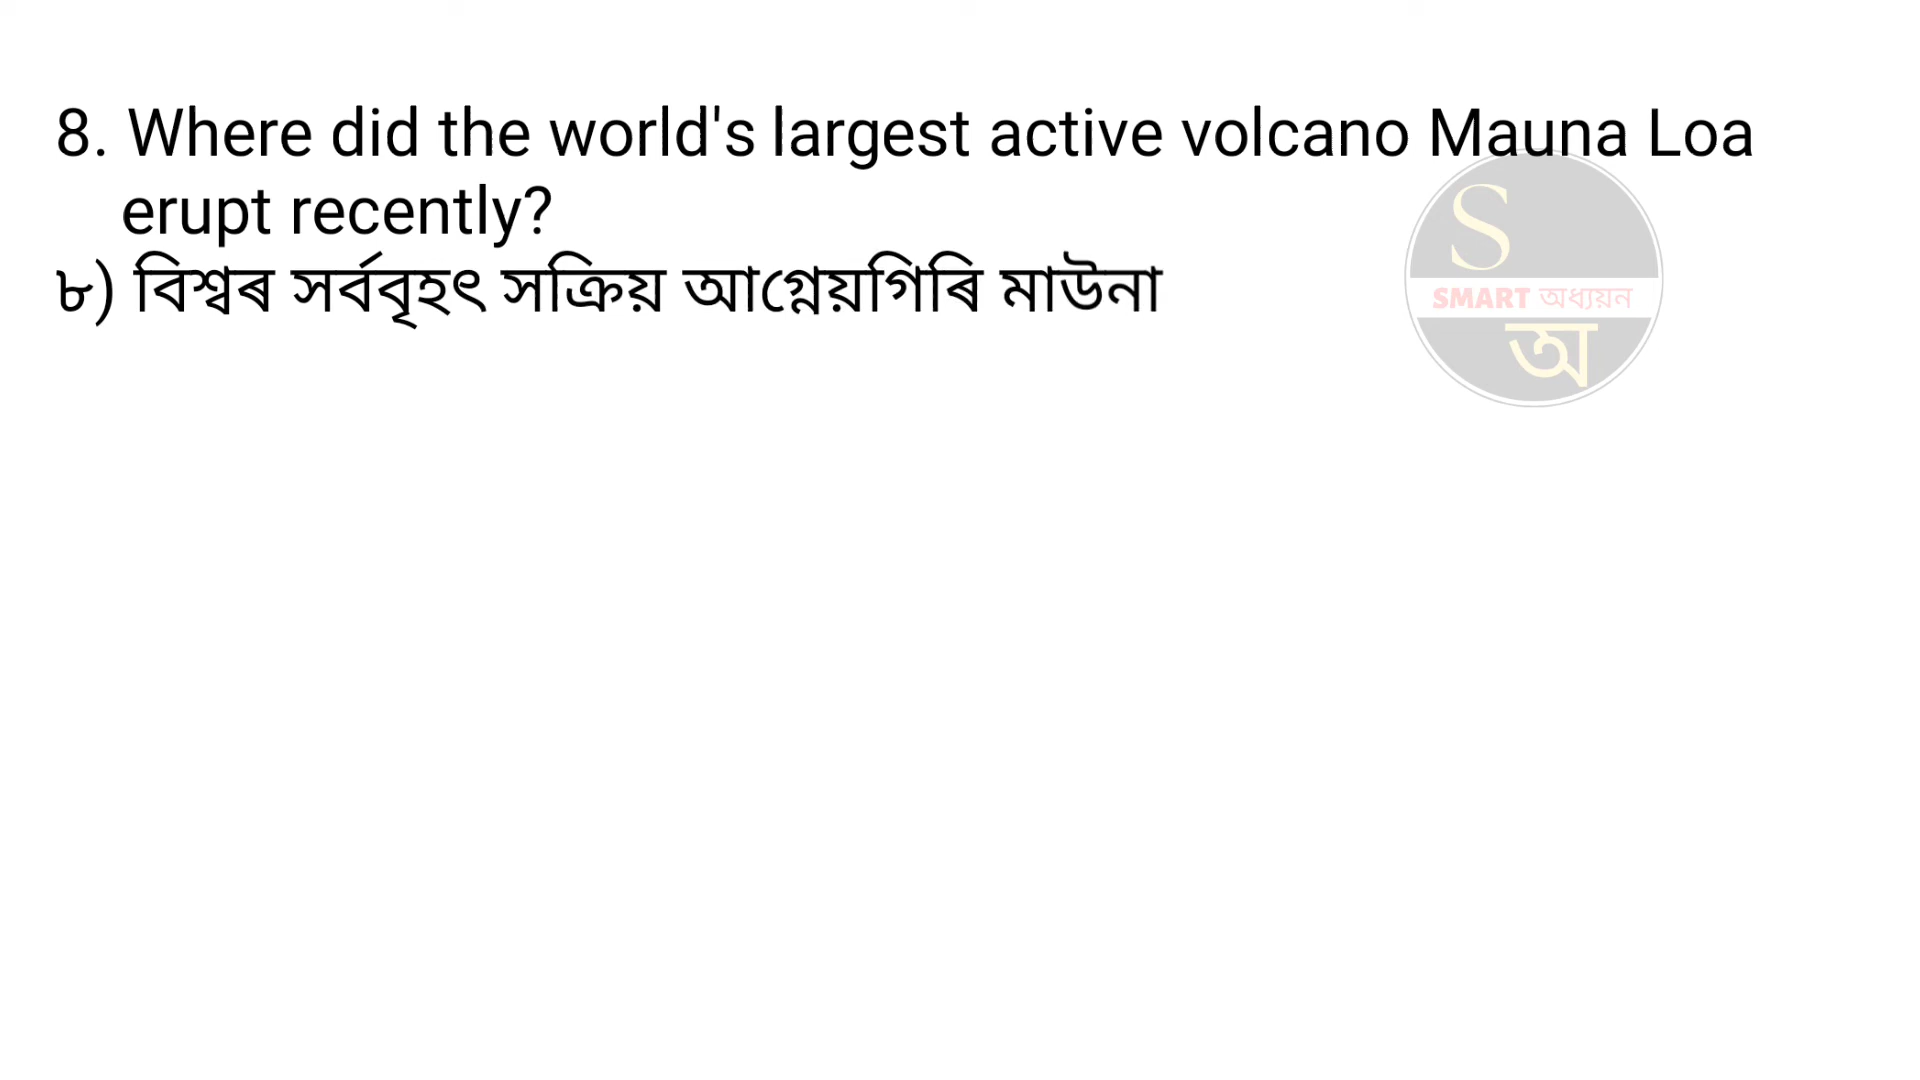 8. Where did the world's largest active volcano Mauna Loa
erupt recently?
৮) বিশ্বৰ সৰ্ববৃহৎ সক্ৰিয় আগ্নেয়গিৰি মাউনা
S
SMART অধ্যয়ন
অ